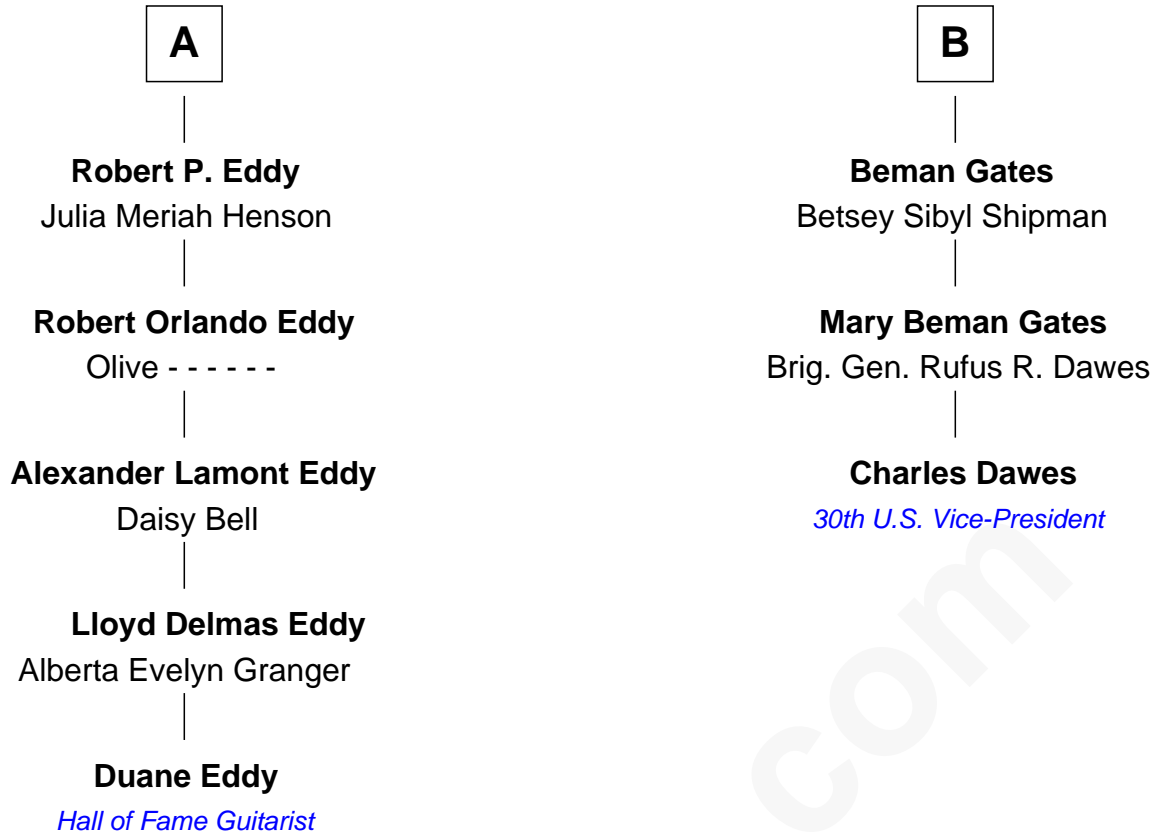 A
Robert P. Eddy
Julia Meriah Henson
Robert Orlando Eddy
Olive - - - - - -
Alexander Lamont Eddy
Daisy Bell
Lloyd Delmas Eddy
Alberta Evelyn Granger
Duane Eddy
Hall of Fame Guitarist
B
Beman Gates
Betsey Sibyl Shipman
Mary Beman Gates
Brig. Gen. Rufus R. Dawes
Charles Dawes
30th U.S. Vice-President
com